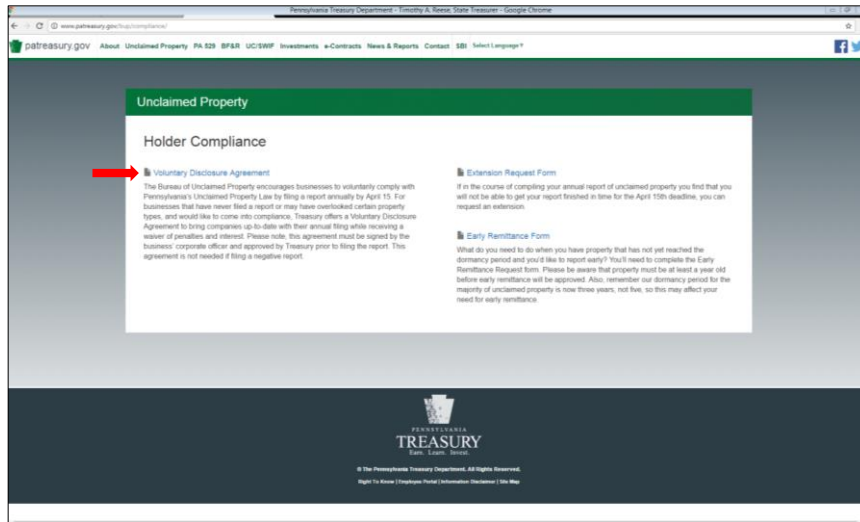 Pennsylvania Treasury Department - Timothy A. Reese, State Treasurer - Google Chrome
www.patreasury.gov/bup/compliance/
patreasury.gov About Unclaimed Property PA 529 BF&R UC/SWIF Investments e-Contracts News & Reports Contact SBI Select Language ▼
Unclaimed Property
Holder Compliance
Voluntary Disclosure Agreement
The Bureau of Unclaimed Property encourages businesses to voluntarily comply with
Pennsylvania's Unclaimed Property Law by filing a report annually by April 15. For
businesses that have never filed a report or may have overlooked certain property
types, and would like to come into compliance, Treasury offers a Voluntary Disclosure
Agreement to bring companies up-to-date with their annual filing while receiving a
waiver of penalties and interest. Please note, this agreement must be signed by the
business' corporate officer and approved by Treasury prior to filing the report. This
agreement is not needed if filing a negative report.
Extension Request Form
If in the course of compiling your annual report of unclaimed property you find that you
will not be able to get your report finished in time for the April 15th deadline, you can
request an extension.
Early Remittance Form
What do you need to do when you have property that has not yet reached the
dormancy period and you'd like to report early? You'll need to complete the Early
Remittance Request form. Please be aware that property must be at least a year old
before early remittance will be approved. Also, remember our dormancy period for the
majority of unclaimed property is now three years, not five, so this may affect your
need for early remittance.
PENNSYLVANIA
TREASURY
Earn. Learn. Invest.
© The Pennsylvania Treasury Department. All Rights Reserved.
Right To Know | Employee Portal | Information Disclaimer | Site Map